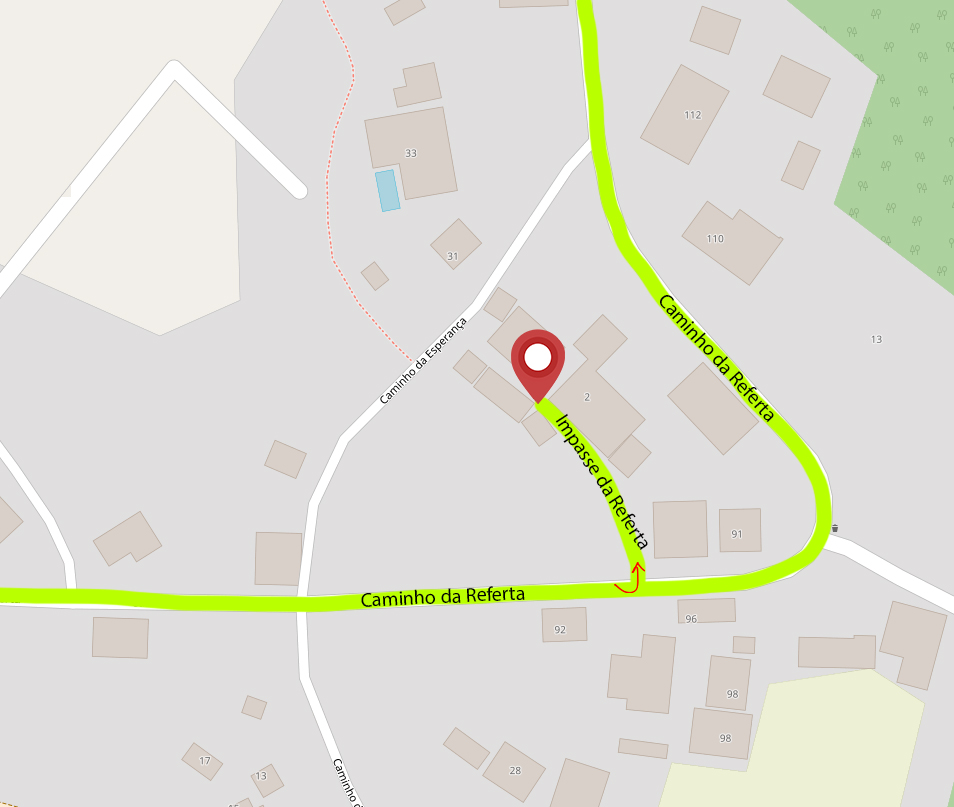 112
33
110
31
Caminho da Referta
Caminho da Esperança
13
2
Impasse da Referta
91
Caminho da Referta
92
96
98
98
17
13
28
Caminho